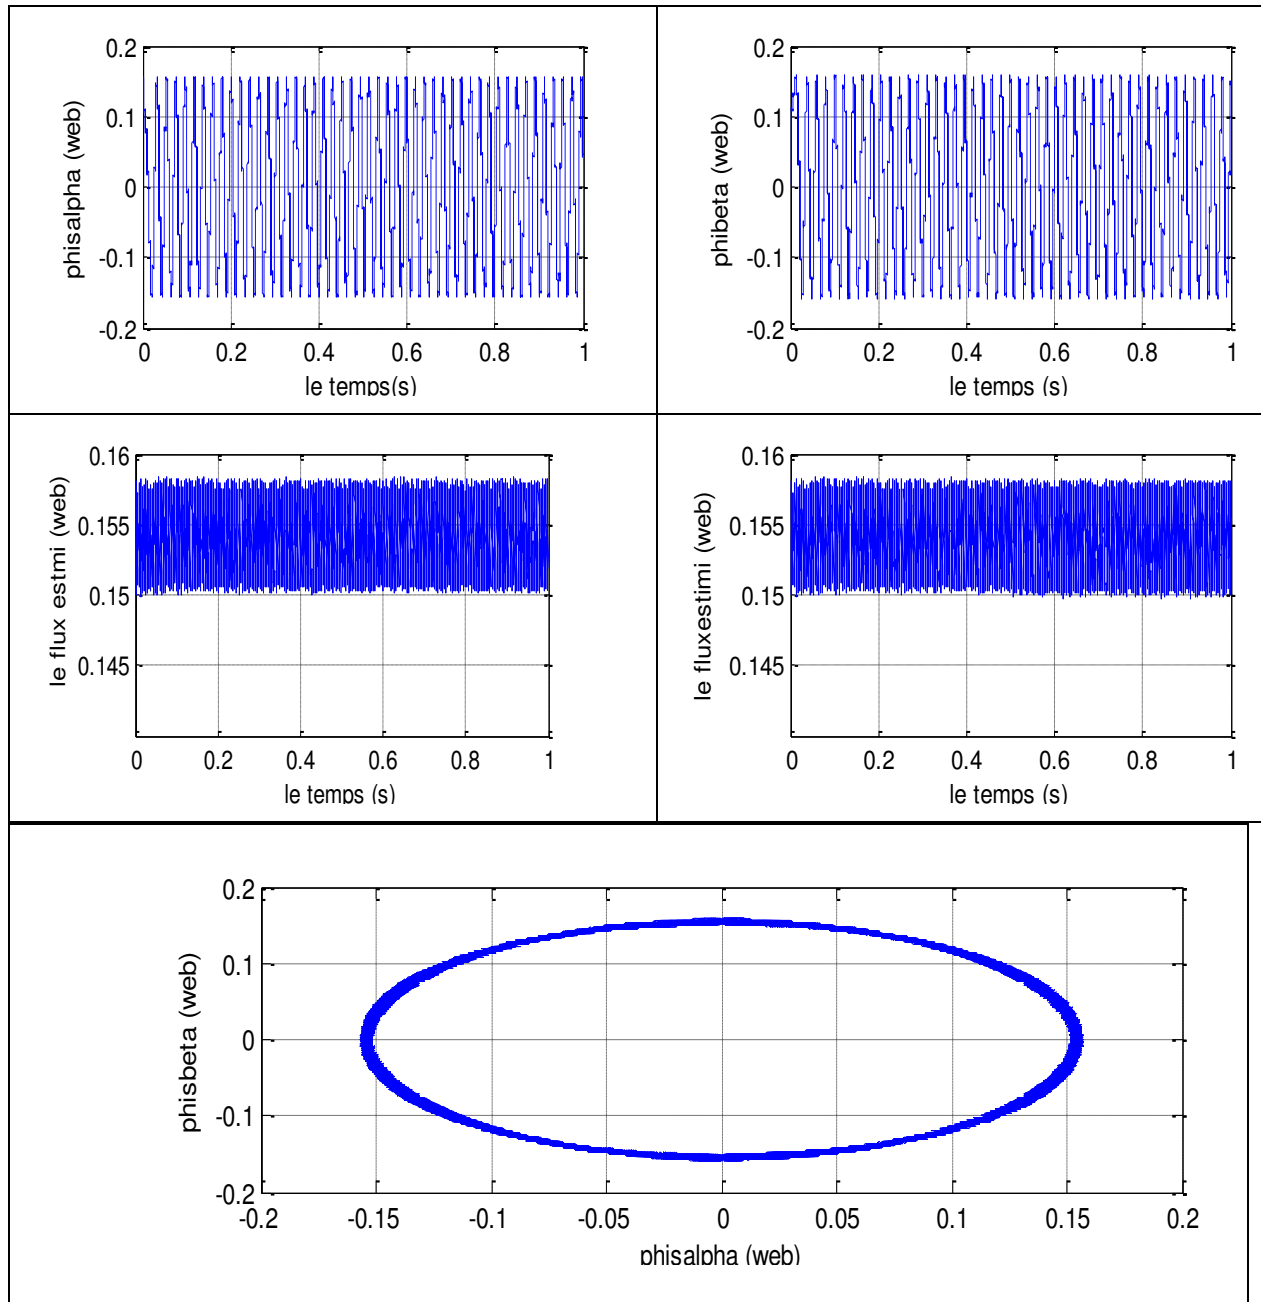 0.2
0.1
0
-0.1
-0.2
phisalpha (web)
0 0.2 0.4 0.6 0.8 1
le temps(s)
0.2
0.1
0
-0.1
-0.2
phibeta (web)
0 0.2 0.4 0.6 0.8 1
le temps (s)
0.16
0.155
0.15
0.145
le flux estmi (web)
0 0.2 0.4 0.6 0.8 1
le temps (s)
0.16
0.155
0.15
0.145
le fluxestimi (web)
0 0.2 0.4 0.6 0.8 1
le temps (s)
0.2
0.1
0
-0.1
-0.2
phisbeta (web)
-0.2 -0.15 -0.1 -0.05 0 0.05 0.1 0.15 0.2
phisalpha (web)